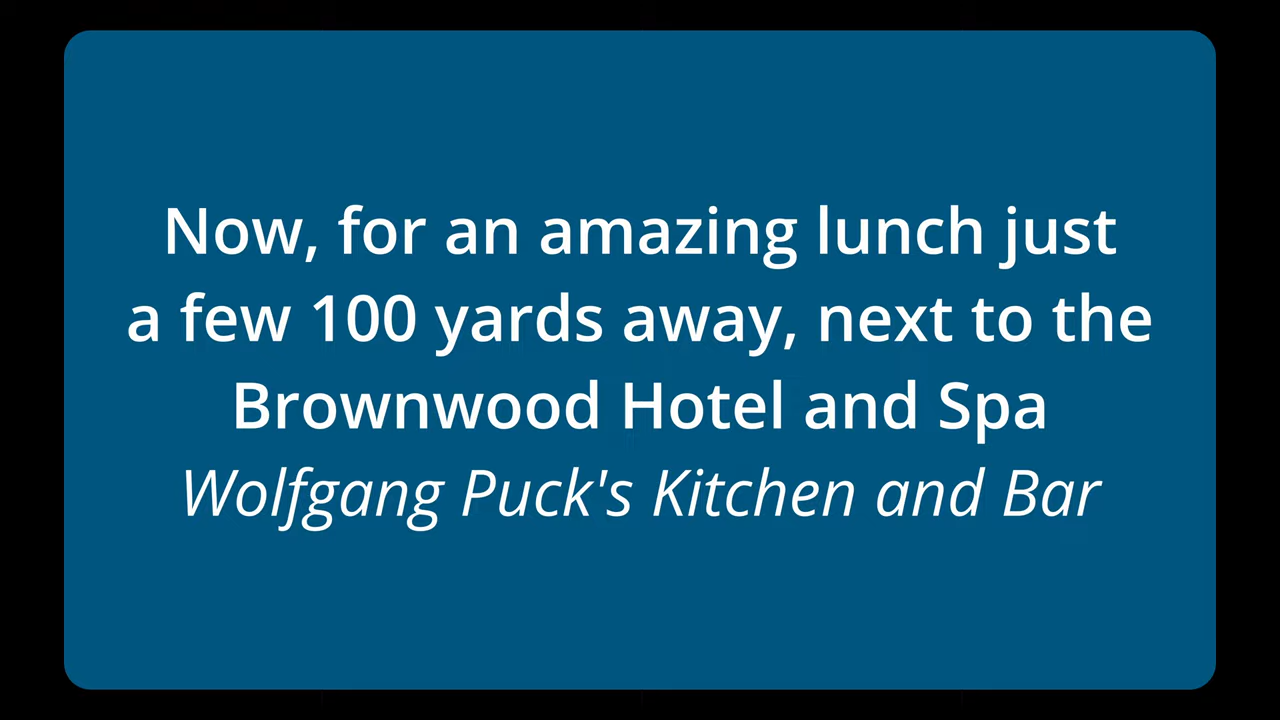 Now, for an amazing lunch just
a few 100 yards away, next to the
Brownwood Hotel and Spa
Wolfgang Puck's Kitchen and Bar